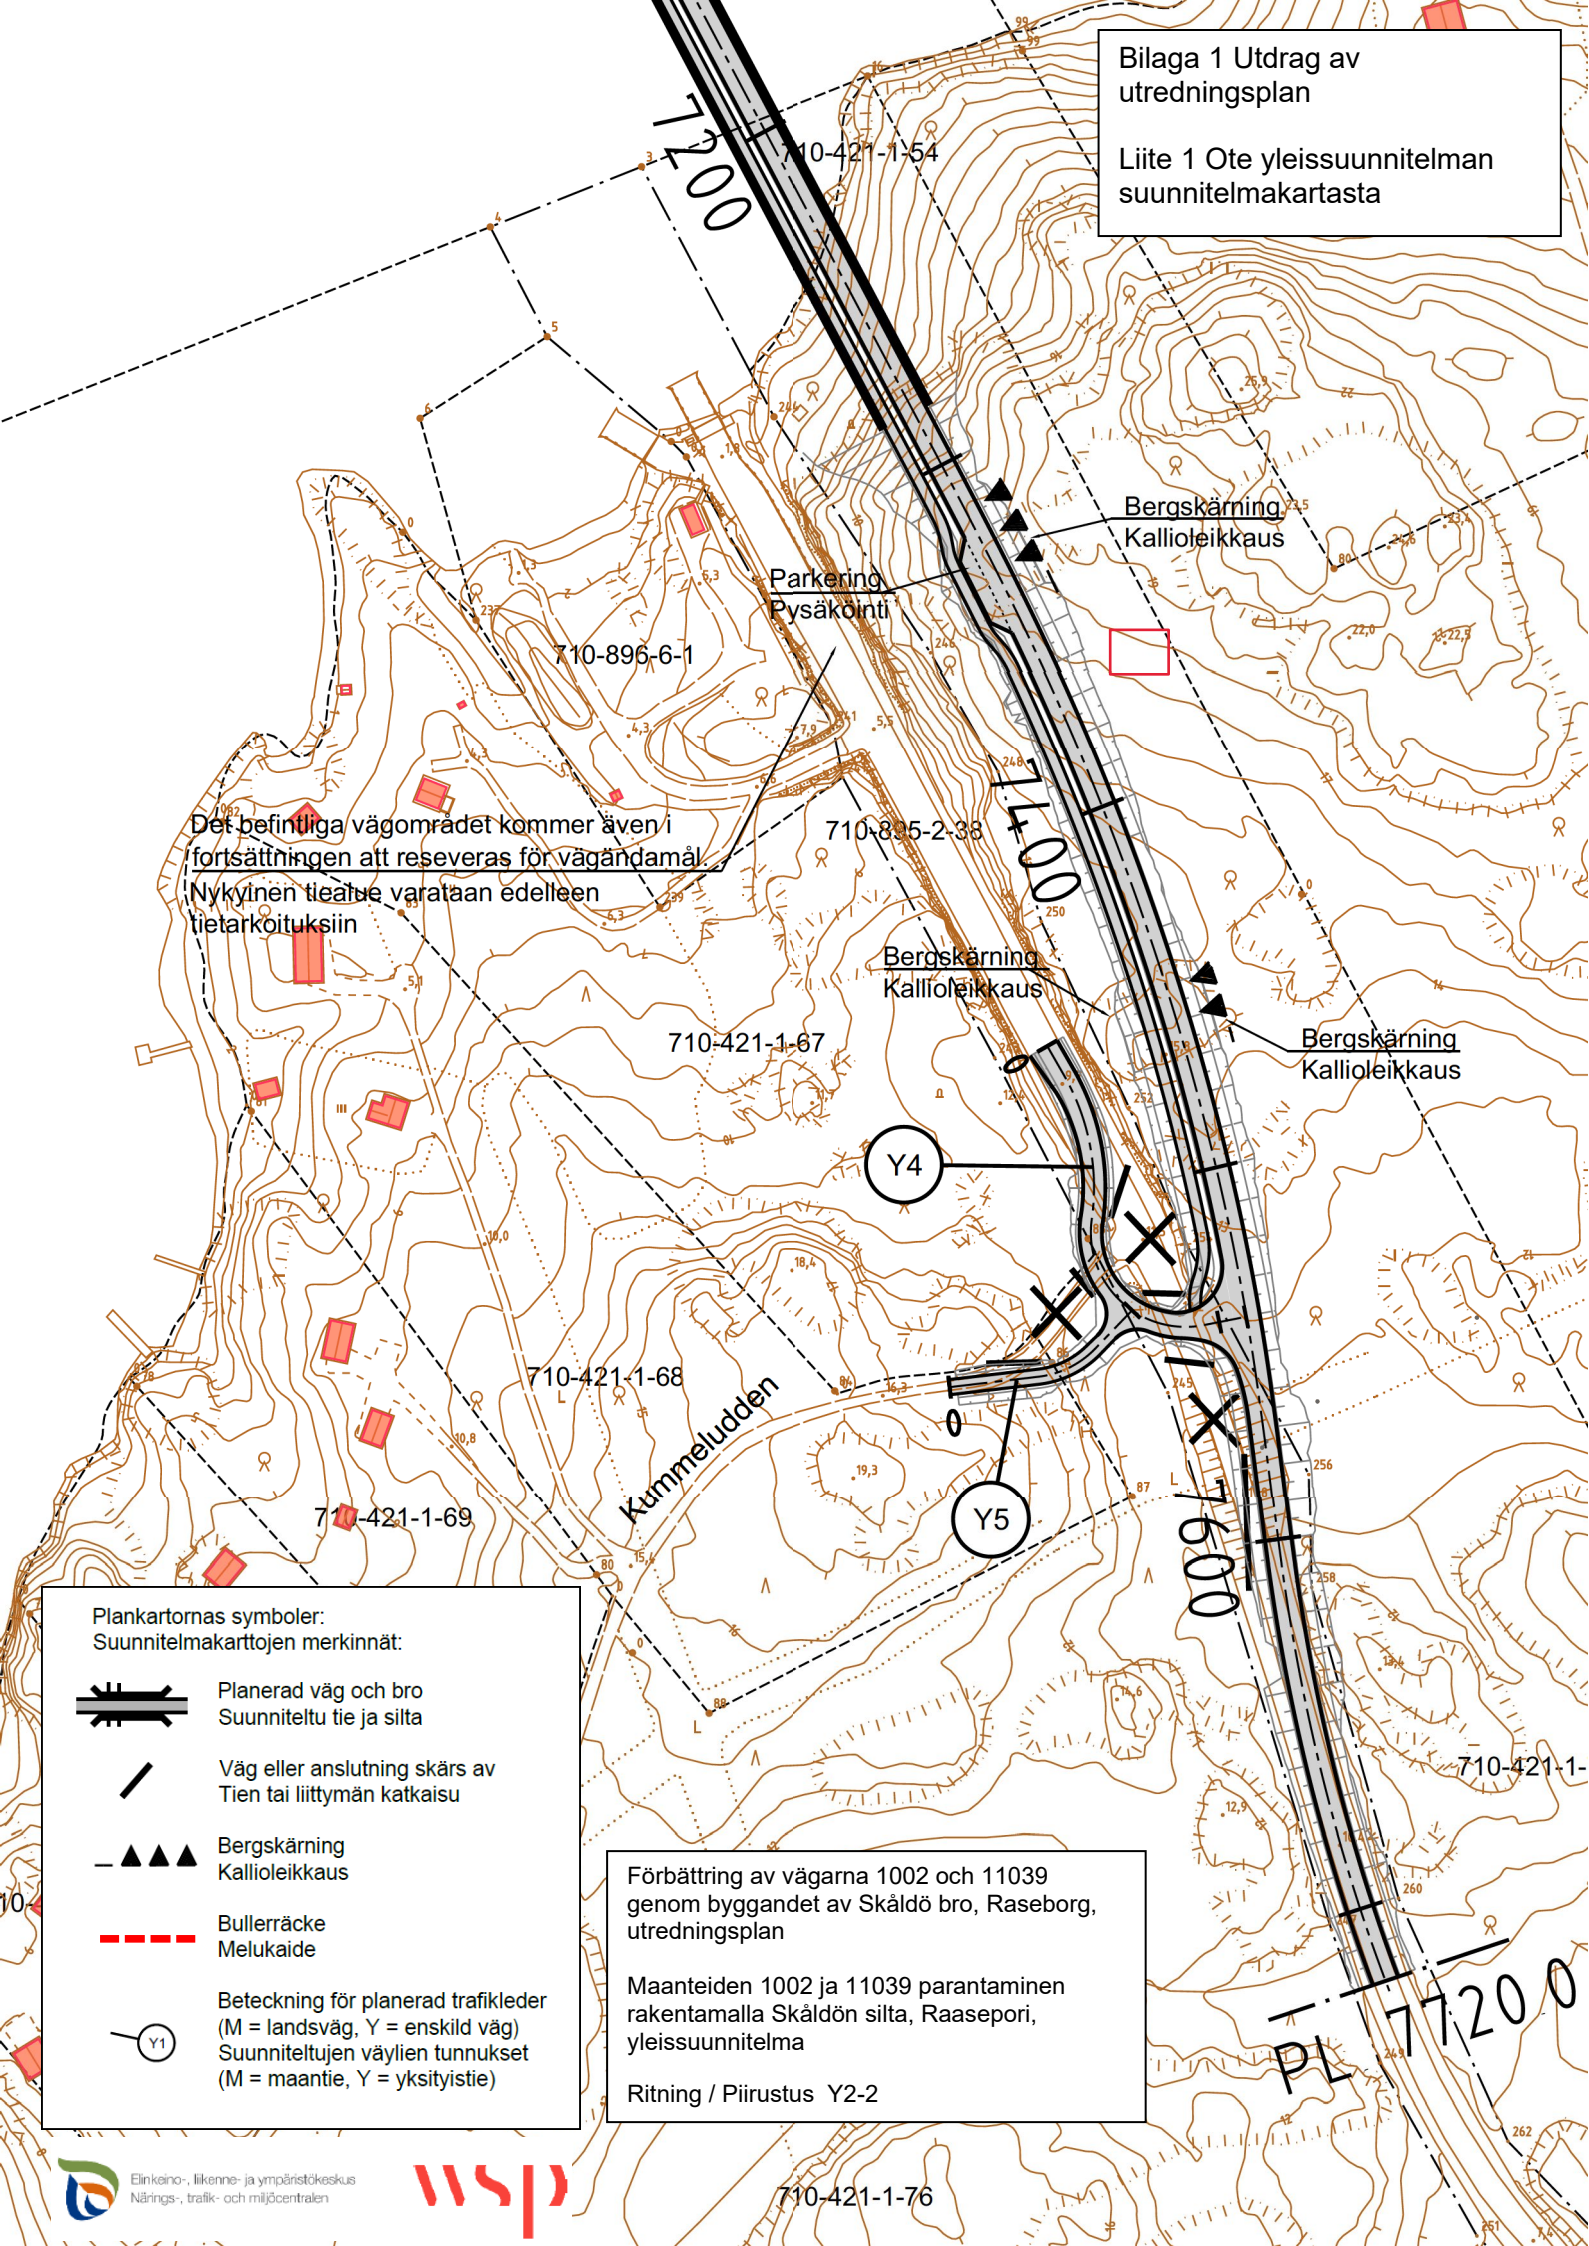 Bilaga 1 Utdrag av
utredningsplan
Liite 1 Ote yleissuunnitelman
suunnitelmakartasta
7200
710-421-1-54
Bergskärning
Kallioleikkaus
Parkering
Pysäköinti
710-896-6-1
7400
710-895-2-38
Det befintliga vägområdet kommer även i
fortsättningen att reseveras för vägändamål.
Nykyinen tiealue varataan edelleen
tietarkoituksiin
Bergskärning
Kallioleikkaus
710-421-1-67
Bergskärning
Kallioleikkaus
0
Y4
710-421-1-68
Kummeludden
0
Y5
7600
710-421-1-69
710-421-1-
Plankartornas symboler:
Suunnitelmakarttojen merkinnät:
Planerad väg och bro
Suunniteltu tie ja silta
Väg eller anslutning skärs av
Tien tai liittymän katkaisu
Bergskärning
Kallioleikkaus
Bullerräcke
Melukaide
Y1
Beteckning för planerad trafikleder
(M = landsväg, Y = enskild väg)
Suunniteltujen väylien tunnukset
(M = maantie, Y = yksityistie)
Förbättring av vägarna 1002 och 11039
genom byggandet av Skåldö bro, Raseborg,
utredningsplan
Maanteiden 1002 ja 11039 parantaminen
rakentamalla Skåldön silta, Raasepori,
yleissuunnitelma
Ritning / Piirustus Y2-2
PL 7720 0
Elinkeino-, liikenne- ja ympäristökeskus
Närings-, trafik- och miljöcentralen
wsp
710-421-1-76